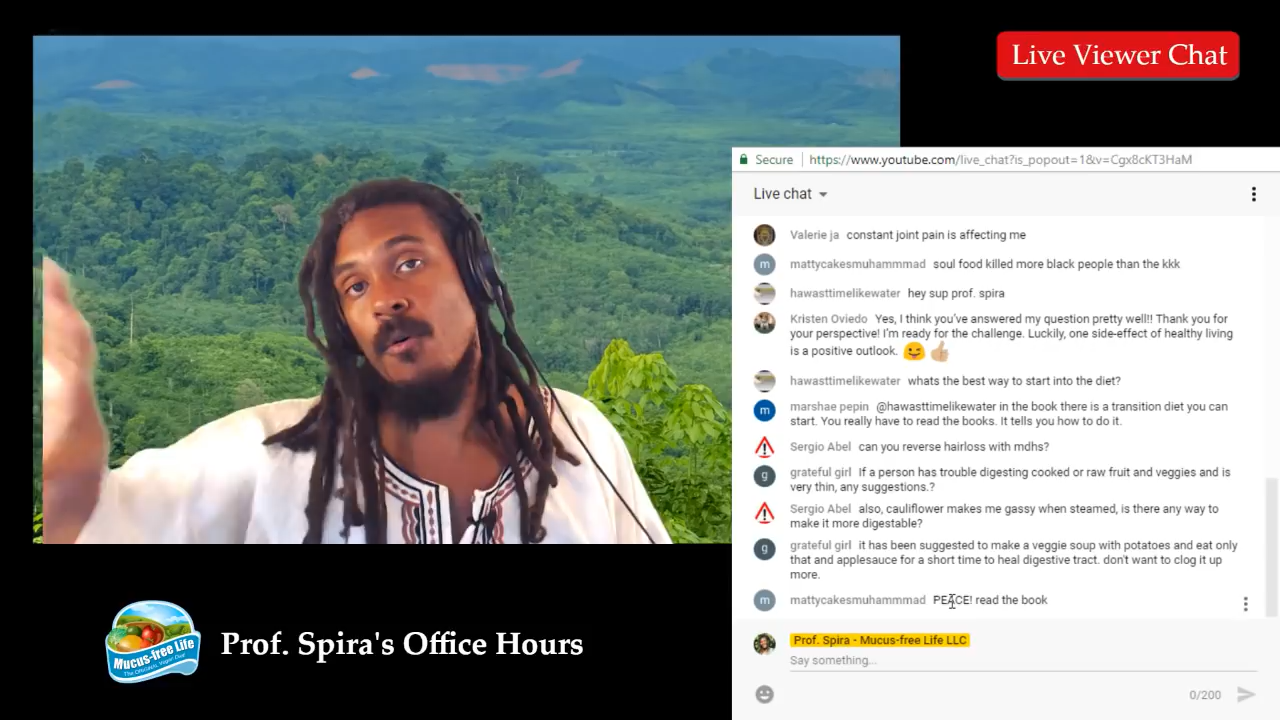 Live Viewer Chat
Secure https://www.youtube.com/live_chat?is_popout=1&v=Cgx8cKT3HaM
Live chat
Valerie ja constant joint pain is affecting me
m mattycakesmuhammmad soul food killed more black people than the kkk
hawasttimelikewater hey sup prof. spira
Kristen Oviedo Yes, I think you've answered my question pretty well!! Thank you for
your perspective! I'm ready for the challenge. Luckily, one side-effect of healthy living
is a positive outlook.
hawasttimelikewater whats the best way to start into the diet?
m marshae pepin @hawasttimelikewater in the book there is a transition diet you can
start. You really have to read the books. It tells you how to do it.
Sergio Abel can you reverse hairloss with mdhs?
g grateful girl If a person has trouble digesting cooked or raw fruit and veggies and is
very thin, any suggestions.?
Sergio Abel also, cauliflower makes me gassy when steamed, is there any way to
make it more digestable?
g grateful girl it has been suggested to make a veggie soup with potatoes and eat only
that and applesauce for a short time to heal digestive tract. don't want to clog it up
more.
m mattycakesmuhammmad PEACE! read the book
Prof. Spira - Mucus-free Life LLC
Say something...
0/200
Mucus-free Life
The Original Vegan Diet
Prof. Spira's Office Hours